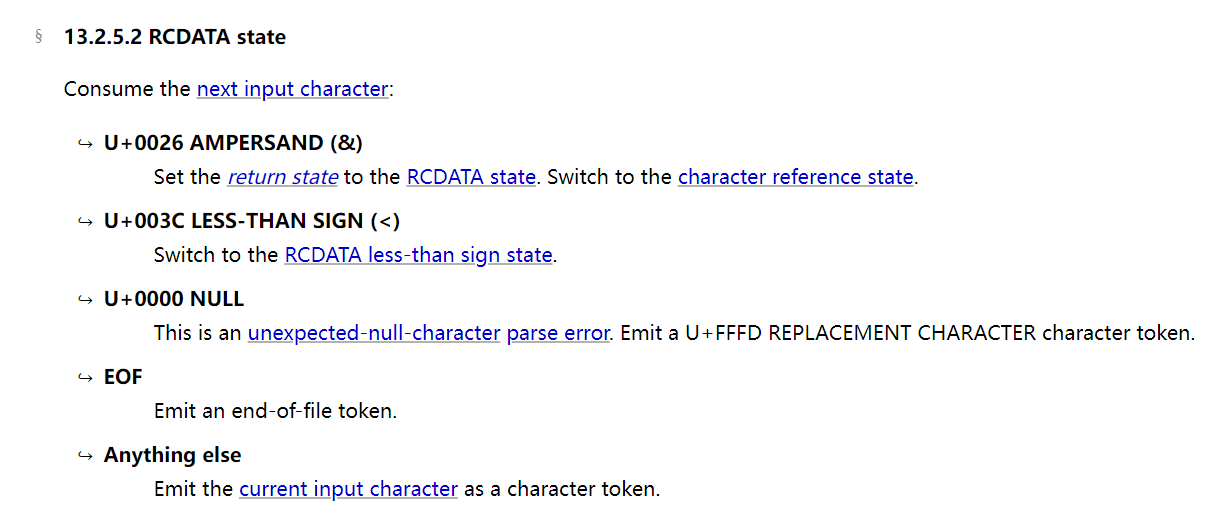 § 13.2.5.2 RCDATA state
Consume the next input character:
↪ U+0026 AMPERSAND (&)
Set the return state to the RCDATA state. Switch to the character reference state.
↪ U+003C LESS-THAN SIGN (<)
Switch to the RCDATA less-than sign state.
↪ U+0000 NULL
This is an unexpected-null-character parse error. Emit a U+FFFD REPLACEMENT CHARACTER character token.
↪ EOF
Emit an end-of-file token.
↪ Anything else
Emit the current input character as a character token.